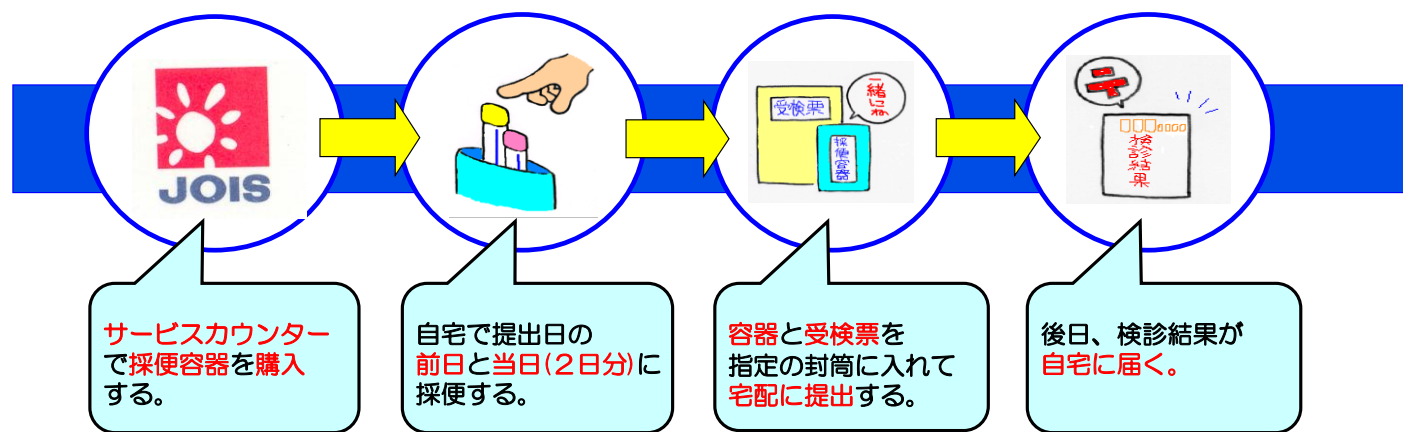 JOIS
受検票
一緒にね
採便容器
〒
検診結果
サービスカウンター
で採便容器を購入
する。
自宅で提出日の
前日と当日(２日分)に
採便する。
容器と受検票を
指定の封筒に入れて
宅配に提出する。
後日、検診結果が
自宅に届く。